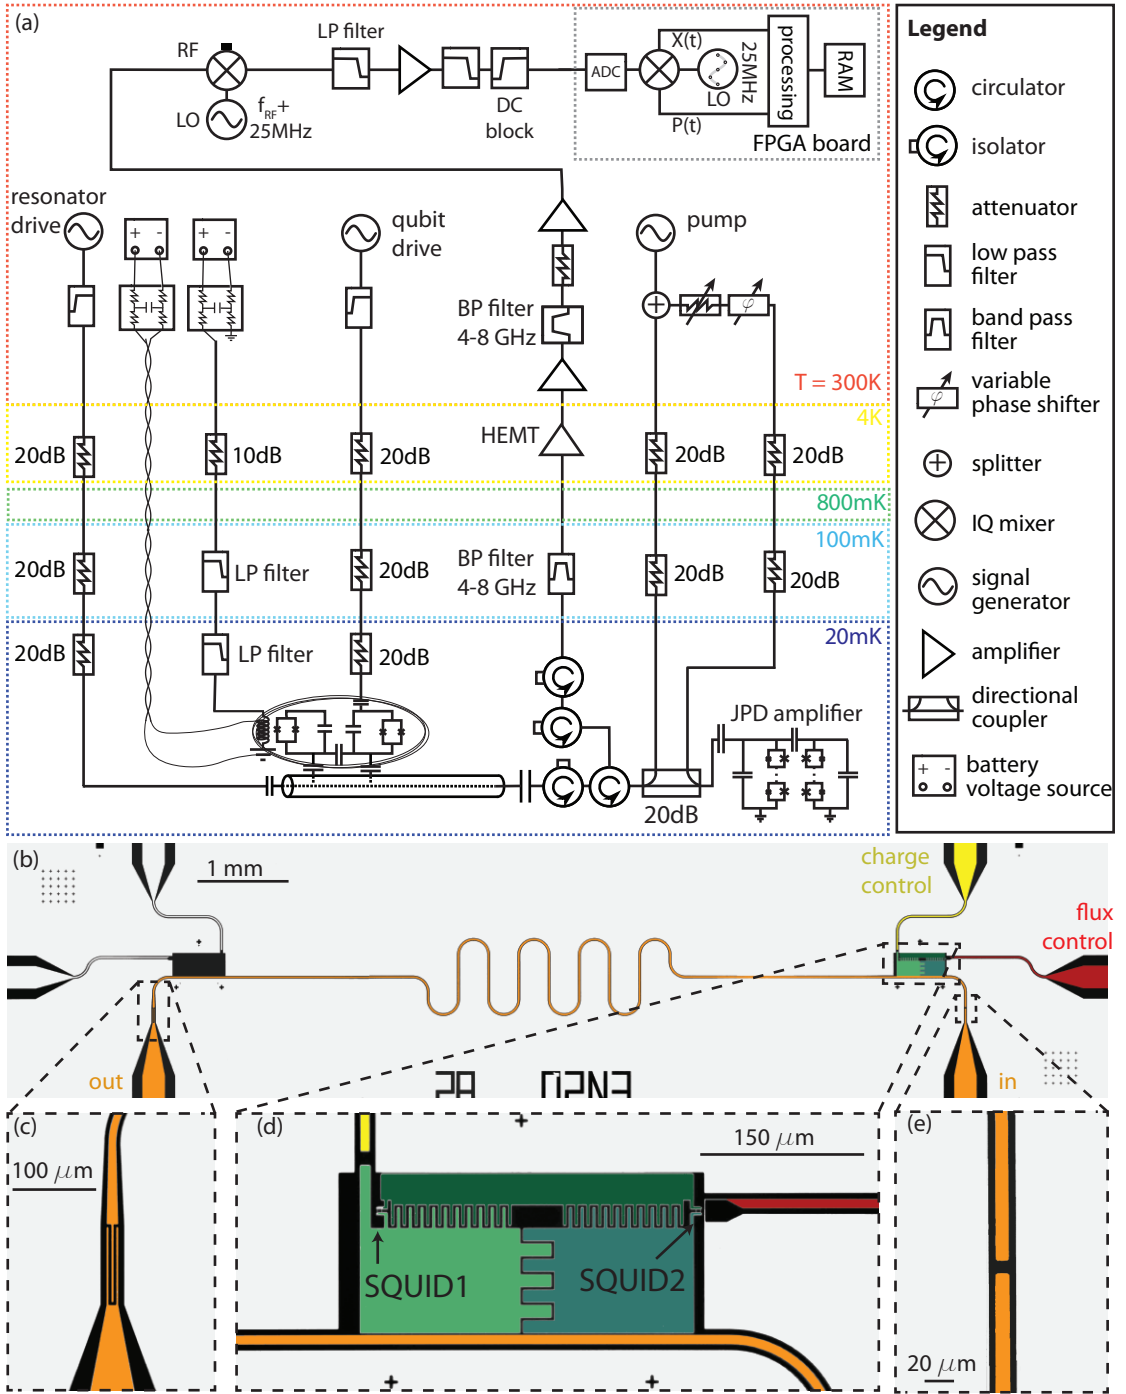 (a)
LP filter
RF
LO
f_RF+
25MHz
DC
block
ADC
X(t)
P(t)
LO
25MHz
processing
RAM
FPGA board
resonator
drive
+ -
+ -
qubit
drive
pump
BP filter
4-8 GHz
φ
T = 300K
4K
HEMT
20dB
10dB
20dB
20dB
20dB
800mK
100mK
20dB
LP filter
20dB
BP filter
4-8 GHz
20dB
20dB
20mK
20dB
LP filter
20dB
JPD amplifier
20dB
Legend
circulator
isolator
attenuator
low pass
filter
band pass
filter
φ
variable
phase shifter
splitter
IQ mixer
signal
generator
amplifier
directional
coupler
+ -
battery
voltage source
(b)
1 mm
charge
control
flux
control
out
in
(c)
100 μm
(d)
150 μm
SQUID1
SQUID2
(e)
20 μm